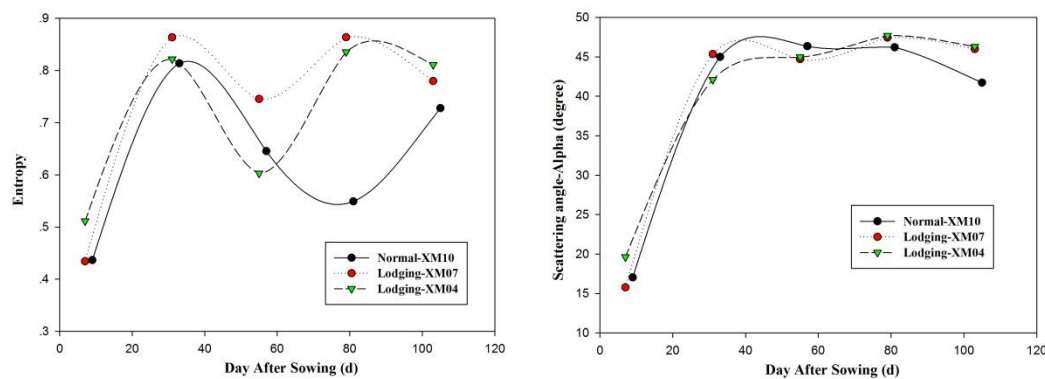 .9
.8
.7
.6
.5
.4
.3
Entropy
0 20 40 60 80 100 120
Day After Sowing (d)
Normal-XM10
Lodging-XM07
Lodging-XM04
50
45
40
35
30
25
20
15
10
Scattering angle-Alpha (degree)
0 20 40 60 80 100 120
Day After Sowing (d)
Normal-XM10
Lodging-XM07
Lodging-XM04